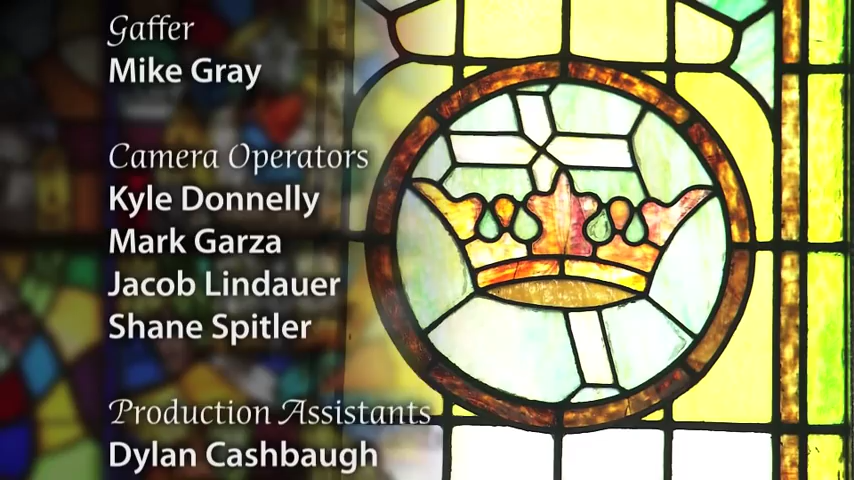 Gaffer
Mike Gray
Camera Operators
Kyle Donnelly
Mark Garza
Jacob Lindauer
Shane Spitler
Production Assistants
Dylan Cashbaugh